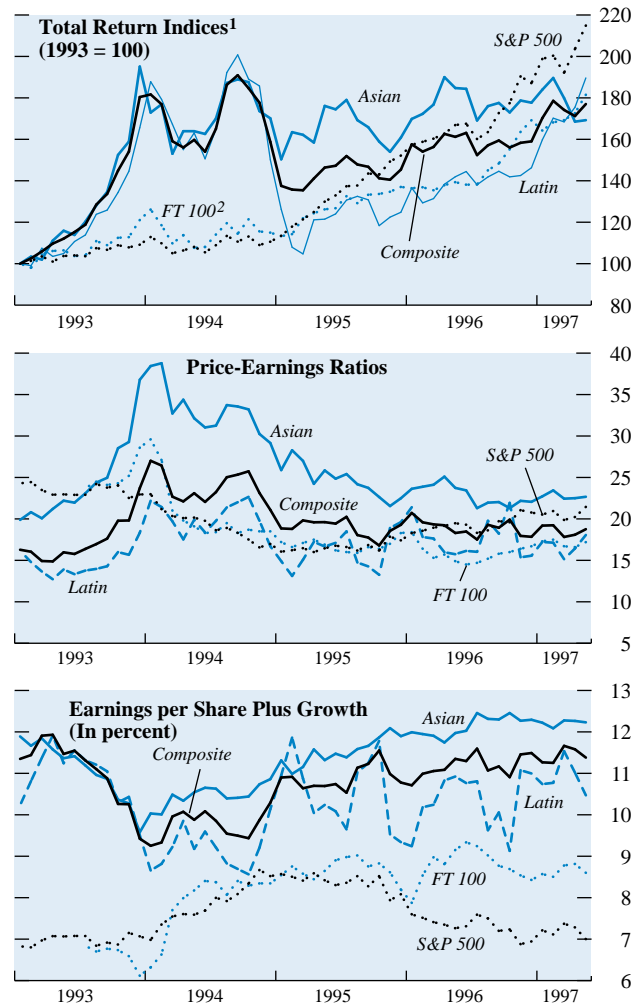 Total Return Indices1
(1993 = 100)
220
200
180
160
140
120
100
80
S&P 500
Asian
FT 1002
Latin
Composite
1993 1994 1995 1996 1997
Price-Earnings Ratios
40
35
30
25
20
15
10
5
Asian
S&P 500
Composite
Latin
FT 100
1993 1994 1995 1996 1997
Earnings per Share Plus Growth
(In percent)
13
12
11
10
9
8
7
6
Asian
Composite
Latin
FT 100
S&P 500
1993 1994 1995 1996 1997